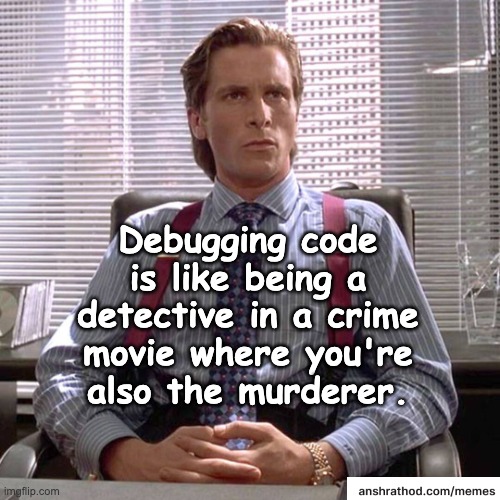 Debugging code
is like being a
detective in a crime
movie where you're
also the murderer.
imgflip.com
anshrathod.com/memes